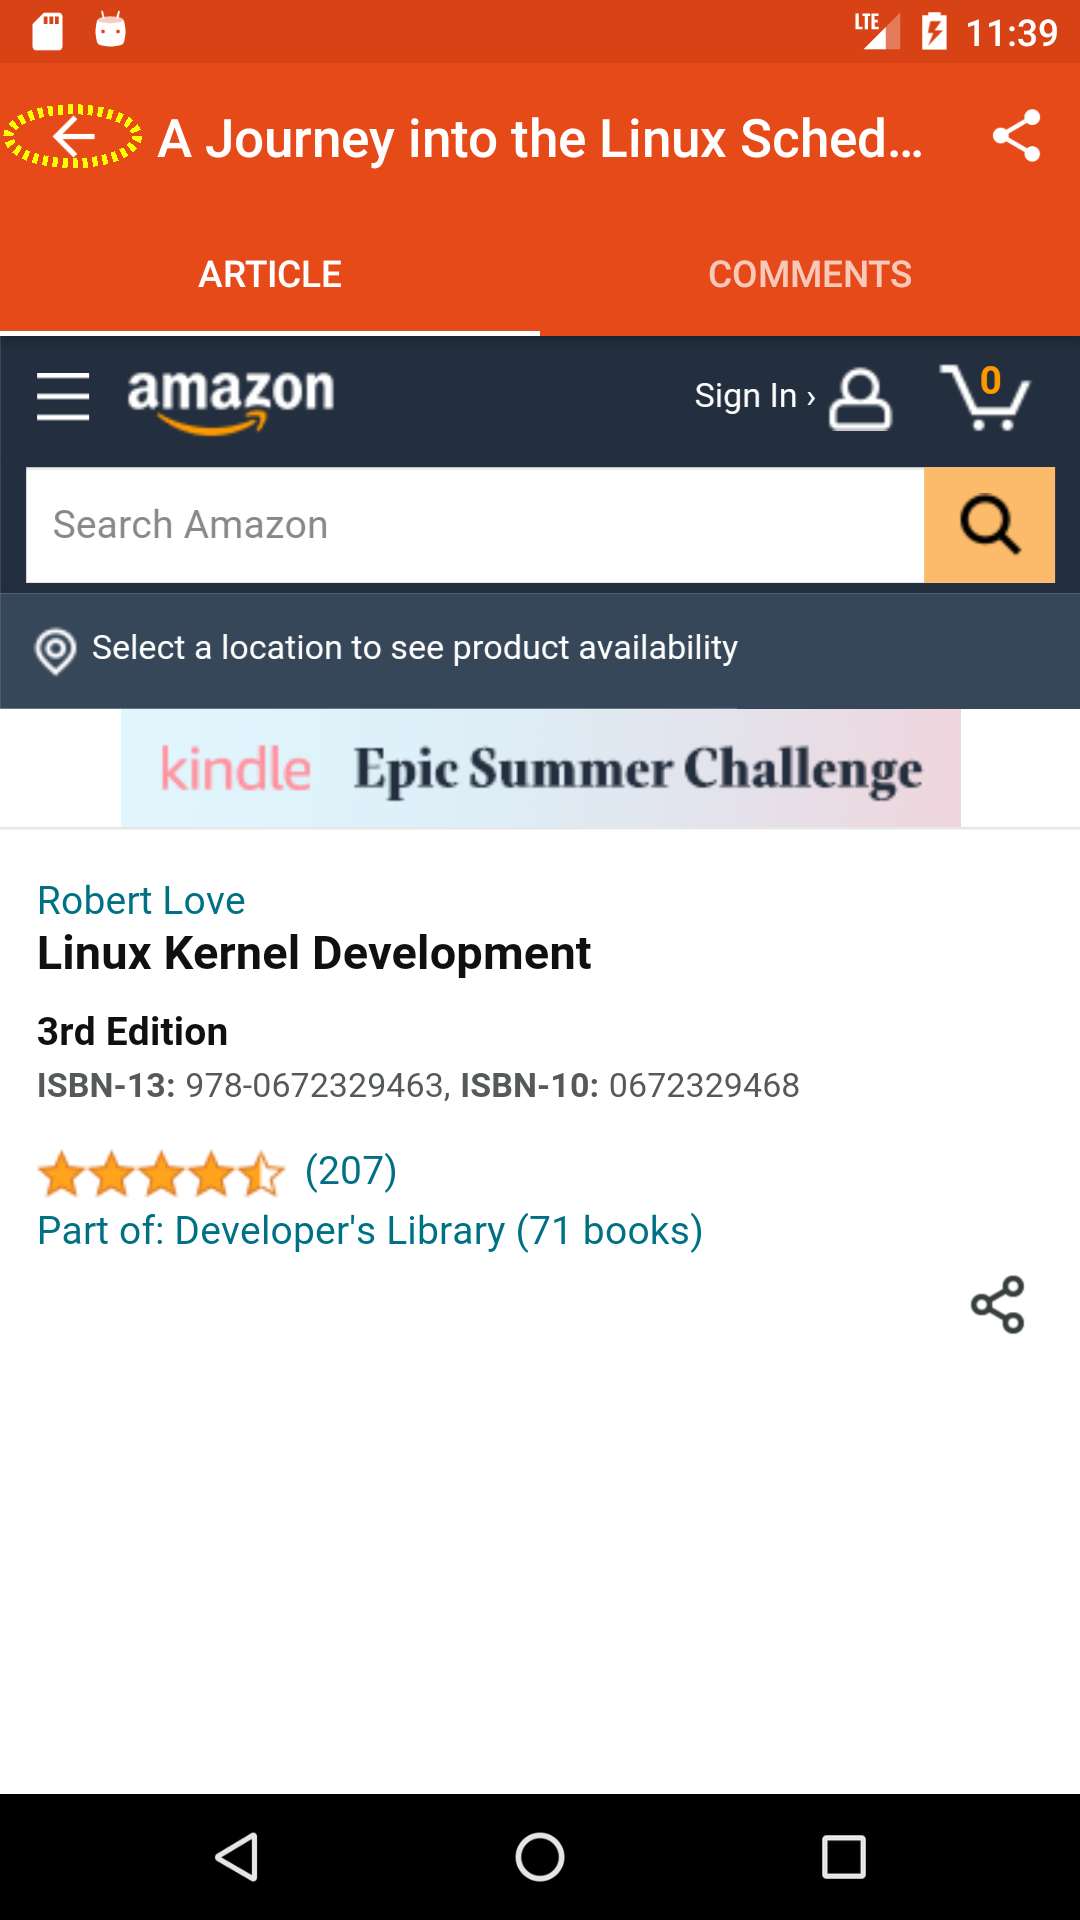 LTE 11:39
A Journey into the Linux Sched...
ARTICLE COMMENTS
amazon Sign In › 0
Search Amazon
Select a location to see product availability
kindle Epic Summer Challenge
Robert Love
Linux Kernel Development
3rd Edition
ISBN-13: 978-0672329463, ISBN-10: 0672329468
(207)
Part of: Developer's Library (71 books)